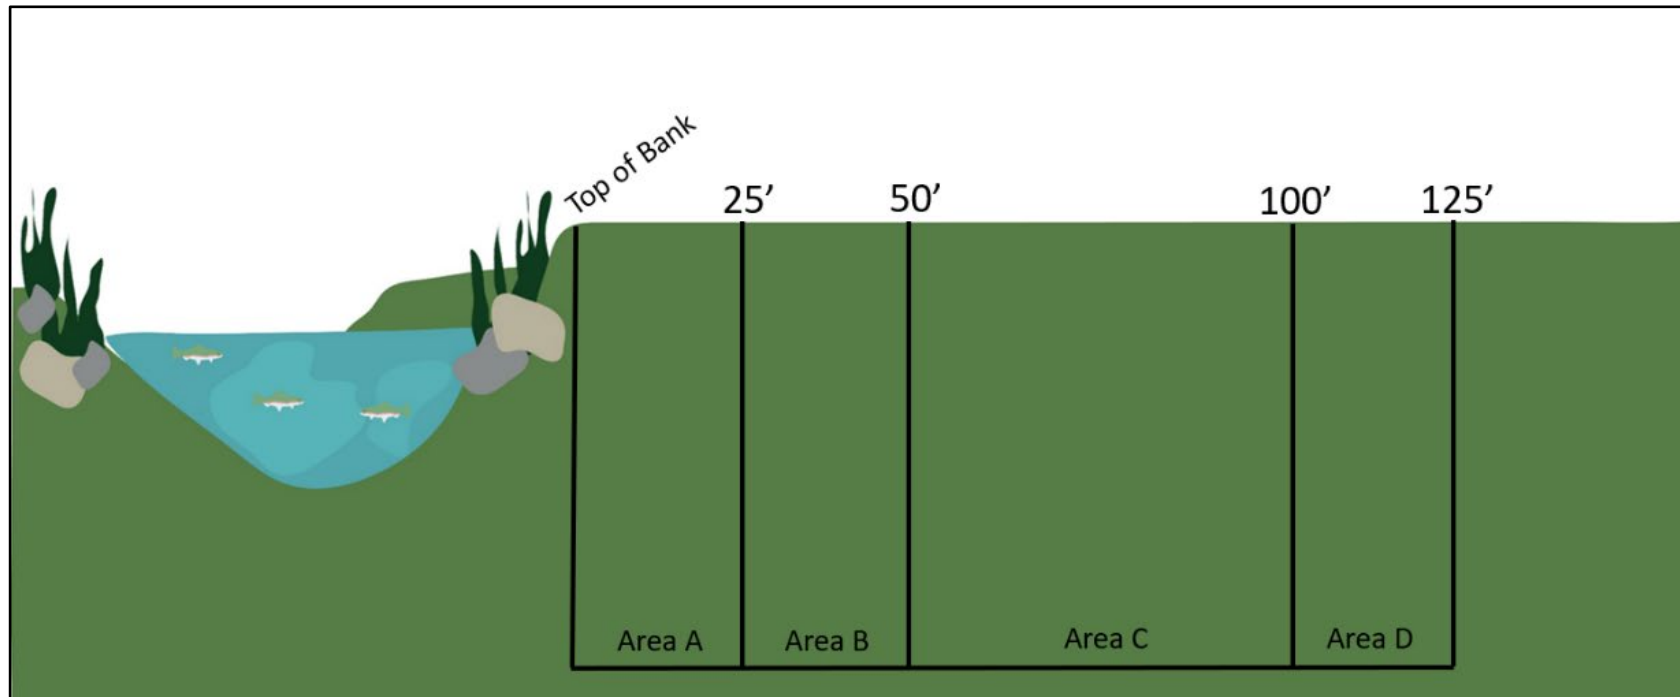 Top of Bank
25’
50’
100’
125’
Area A
Area B
Area C
Area D